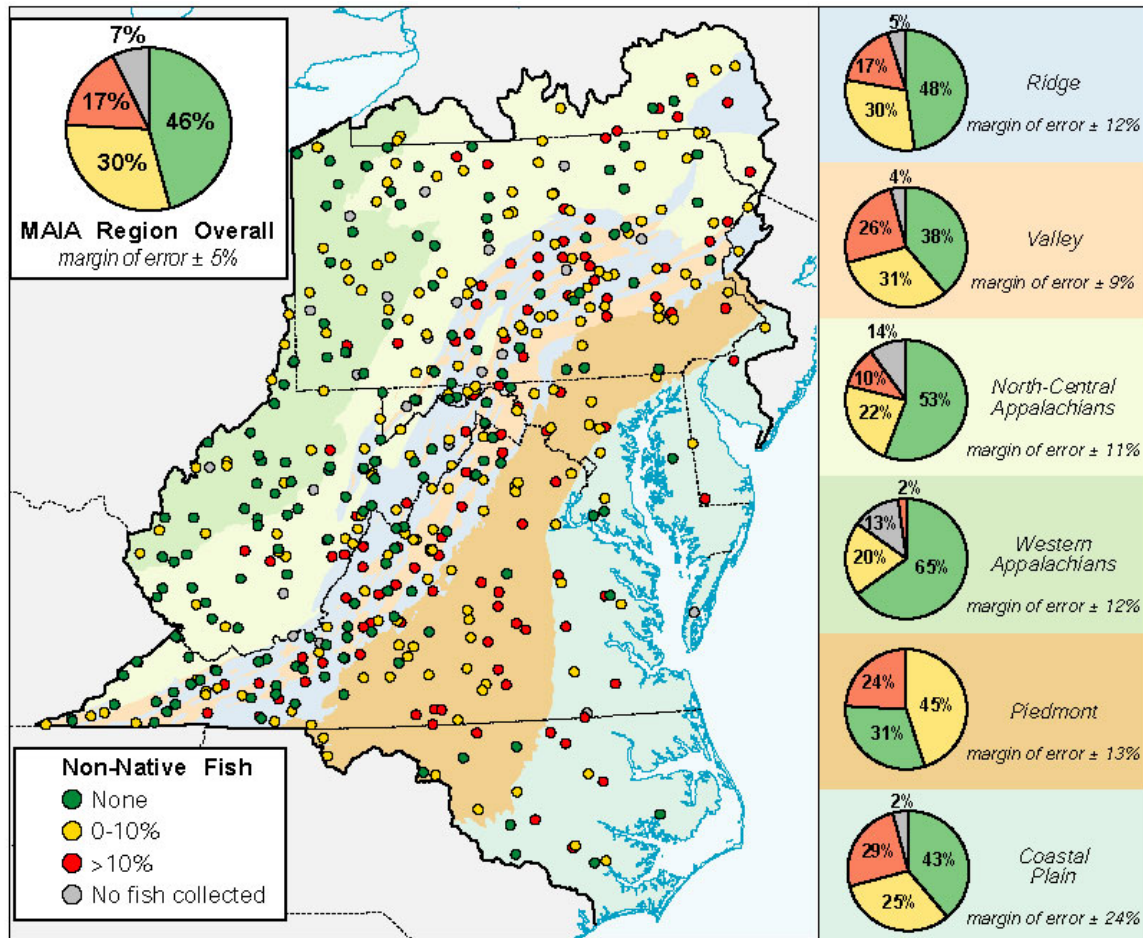 7%
17%
46%
30%
MAIA Region Overall
margin of error ± 5%
Non-Native Fish
None
0-10%
>10%
No fish collected
5%
17%
48%
30%
Ridge
margin of error ± 12%
4%
26%
38%
31%
Valley
margin of error ± 9%
14%
10%
53%
22%
North-Central
Appalachians
margin of error ± 11%
2%
13%
20%
65%
Western
Appalachians
margin of error ± 12%
24%
45%
31%
Piedmont
margin of error ± 13%
2%
29%
43%
25%
Coastal
Plain
margin of error ± 24%